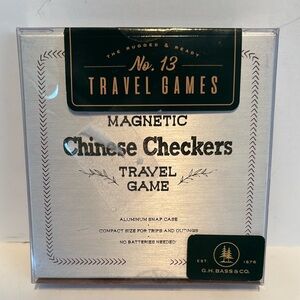 THE RUGGED & READY
No. 13
TRAVEL GAMES
MAGNETIC
Chinese Checkers
TRAVEL
GAME
ALUMINUM SNAP CASE
COMPACT SIZE FOR TRIPS AND OUTINGS
NO BATTERIES NEEDED
EST 1876
G.H. BASS & CO.